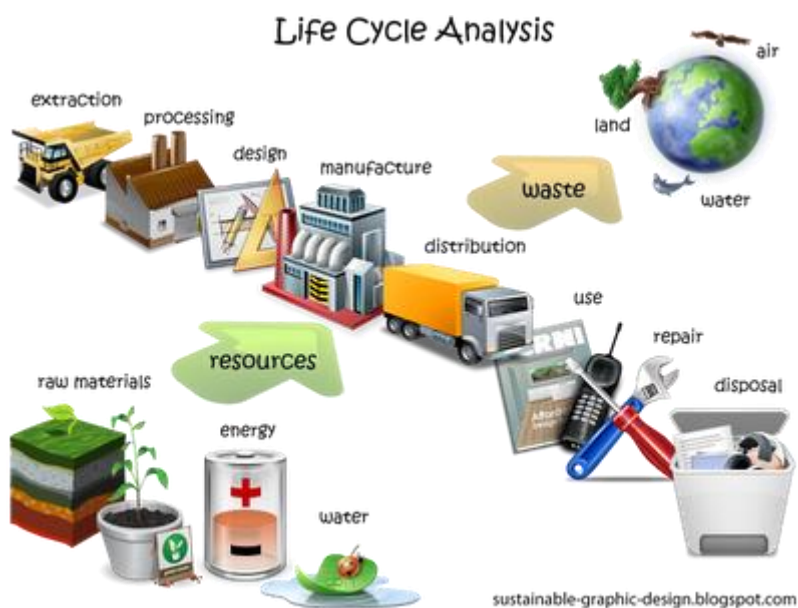 Life Cycle Analysis
air
extraction
processing
land
design
manufacture
waste
water
distribution
use
repair
resources
raw materials
disposal
energy
water
sustainable-graphic-design.blogspot.com